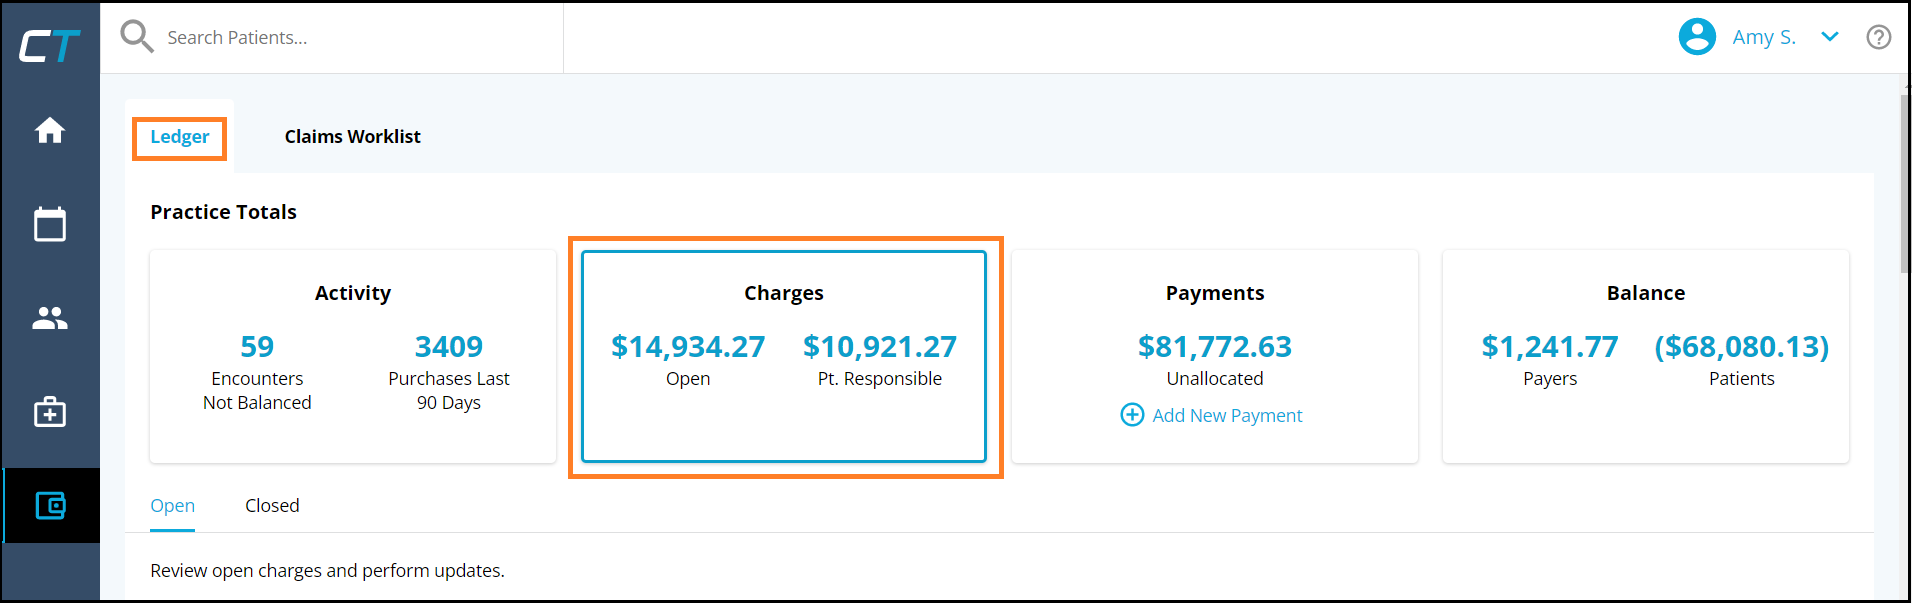 CT
Search Patients...
Amy S.
Ledger
Claims Worklist
Practice Totals
Activity
59
Encounters
Not Balanced
3409
Purchases Last
90 Days
Charges
$14,934.27
Open
$10,921.27
Pt. Responsible
Payments
$81,772.63
Unallocated
Add New Payment
Balance
$1,241.77
Payers
($68,080.13)
Patients
Open
Closed
Review open charges and perform updates.